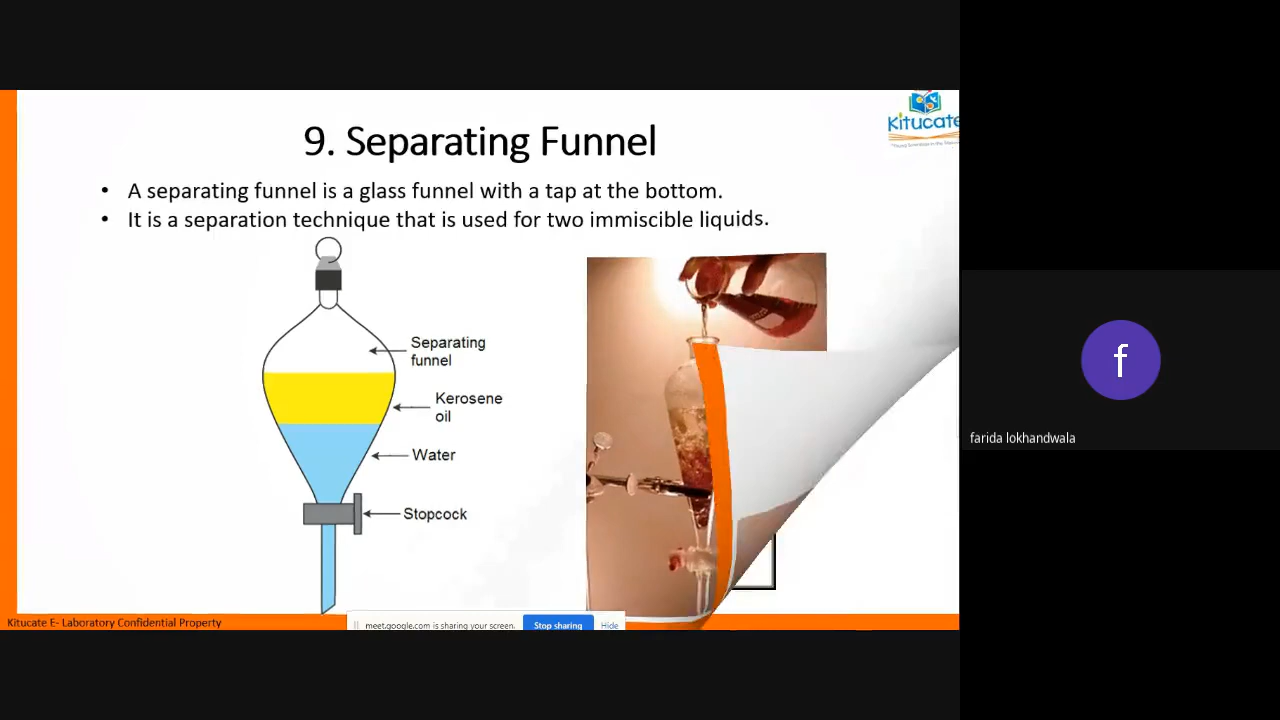 Kitucate
9. Separating Funnel
• A separating funnel is a glass funnel with a tap at the bottom.
• It is a separation technique that is used for two immiscible liquids.
Separating
funnel
Kerosene
oil
Water
Stopcock
f
farida lokhandwala
Kitucate E- Laboratory Confidential Property
meet.google.com is sharing your screen.
Stop sharing
Hide